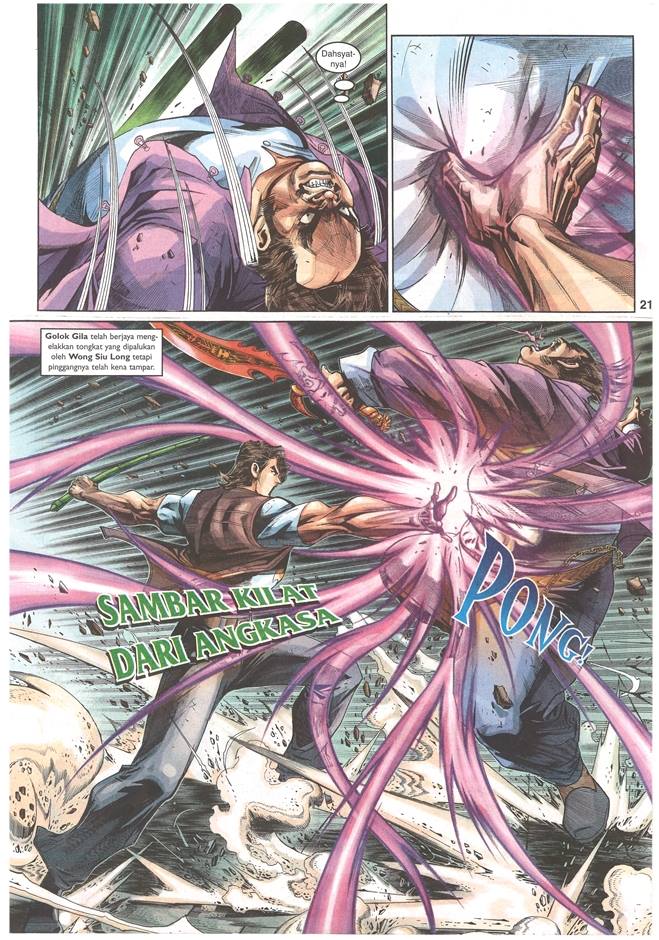 Dahsyat-
nya!
21
Golok Gila telah berjaya meng-
elakkan tongkat yang dipalukan
oleh Wong Siu Long tetapi
pinggangnya telah kena tampar.
SAMBAR KILAT
DARI ANGKASA
PONG!